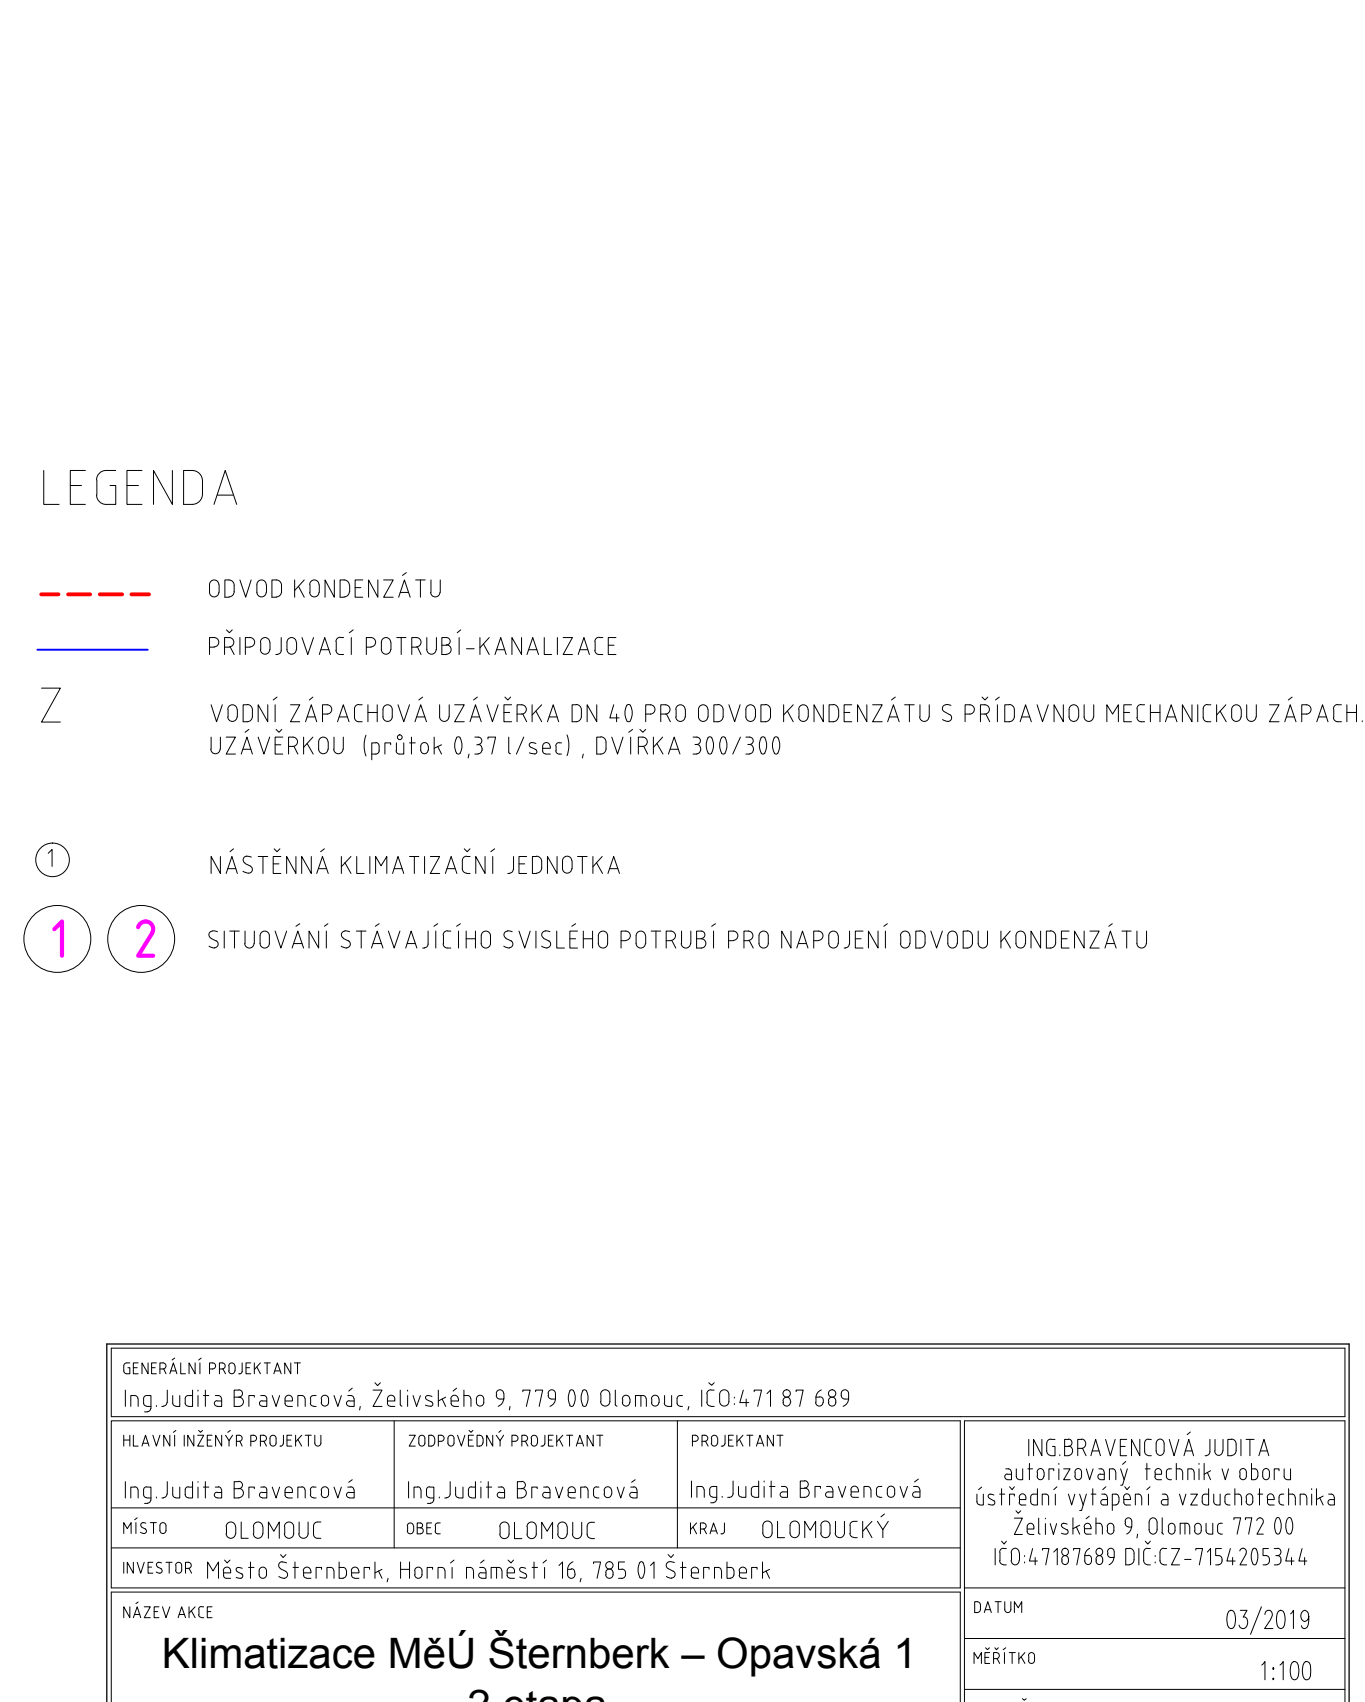 LEGENDA
ODVOD KONDENZÁTU
PŘIPOJOVACÍ POTRUBÍ-KANALIZACE
Z
VODNÍ ZÁPACHOVÁ UZÁVĚRKA DN 40 PRO ODVOD KONDENZÁTU S PŘÍDAVNOU MECHANICKOU ZÁPACH.
UZÁVĚRKOU (průtok 0,37 l/sec) , DVÍŘKA 300/300
1 NÁSTĚNNÁ KLIMATIZAČNÍ JEDNOTKA
1 2 SITUOVÁNÍ STÁVAJÍCÍHO SVISLÉHO POTRUBÍ PRO NAPOJENÍ ODVODU KONDENZÁTU
GENERÁLNÍ PROJEKTANT
Ing.Judita Bravencová, Želivského 9, 779 00 Olomouc, IČO:471 87 689
HLAVNÍ INŽENÝR PROJEKTU
Ing.Judita Bravencová
ZODPOVĚDNÝ PROJEKTANT
Ing.Judita Bravencová
PROJEKTANT
Ing.Judita Bravencová
MÍSTO OLOMOUC
OBEC OLOMOUC
KRAJ OLOMOUCKÝ
INVESTOR Město Šternberk, Horní náměstí 16, 785 01 Šternberk
ING.BRAVENCOVÁ JUDITA
autorizovaný technik v oboru
ústřední vytápění a vzduchotechnika
Želivského 9, Olomouc 772 00
IČO:47187689 DIČ:CZ-7154205344
NÁZEV AKCE
Klimatizace MěÚ Šternberk – Opavská 1
2.etapa
DATUM 03/2019
MĚŘÍTKO 1:100